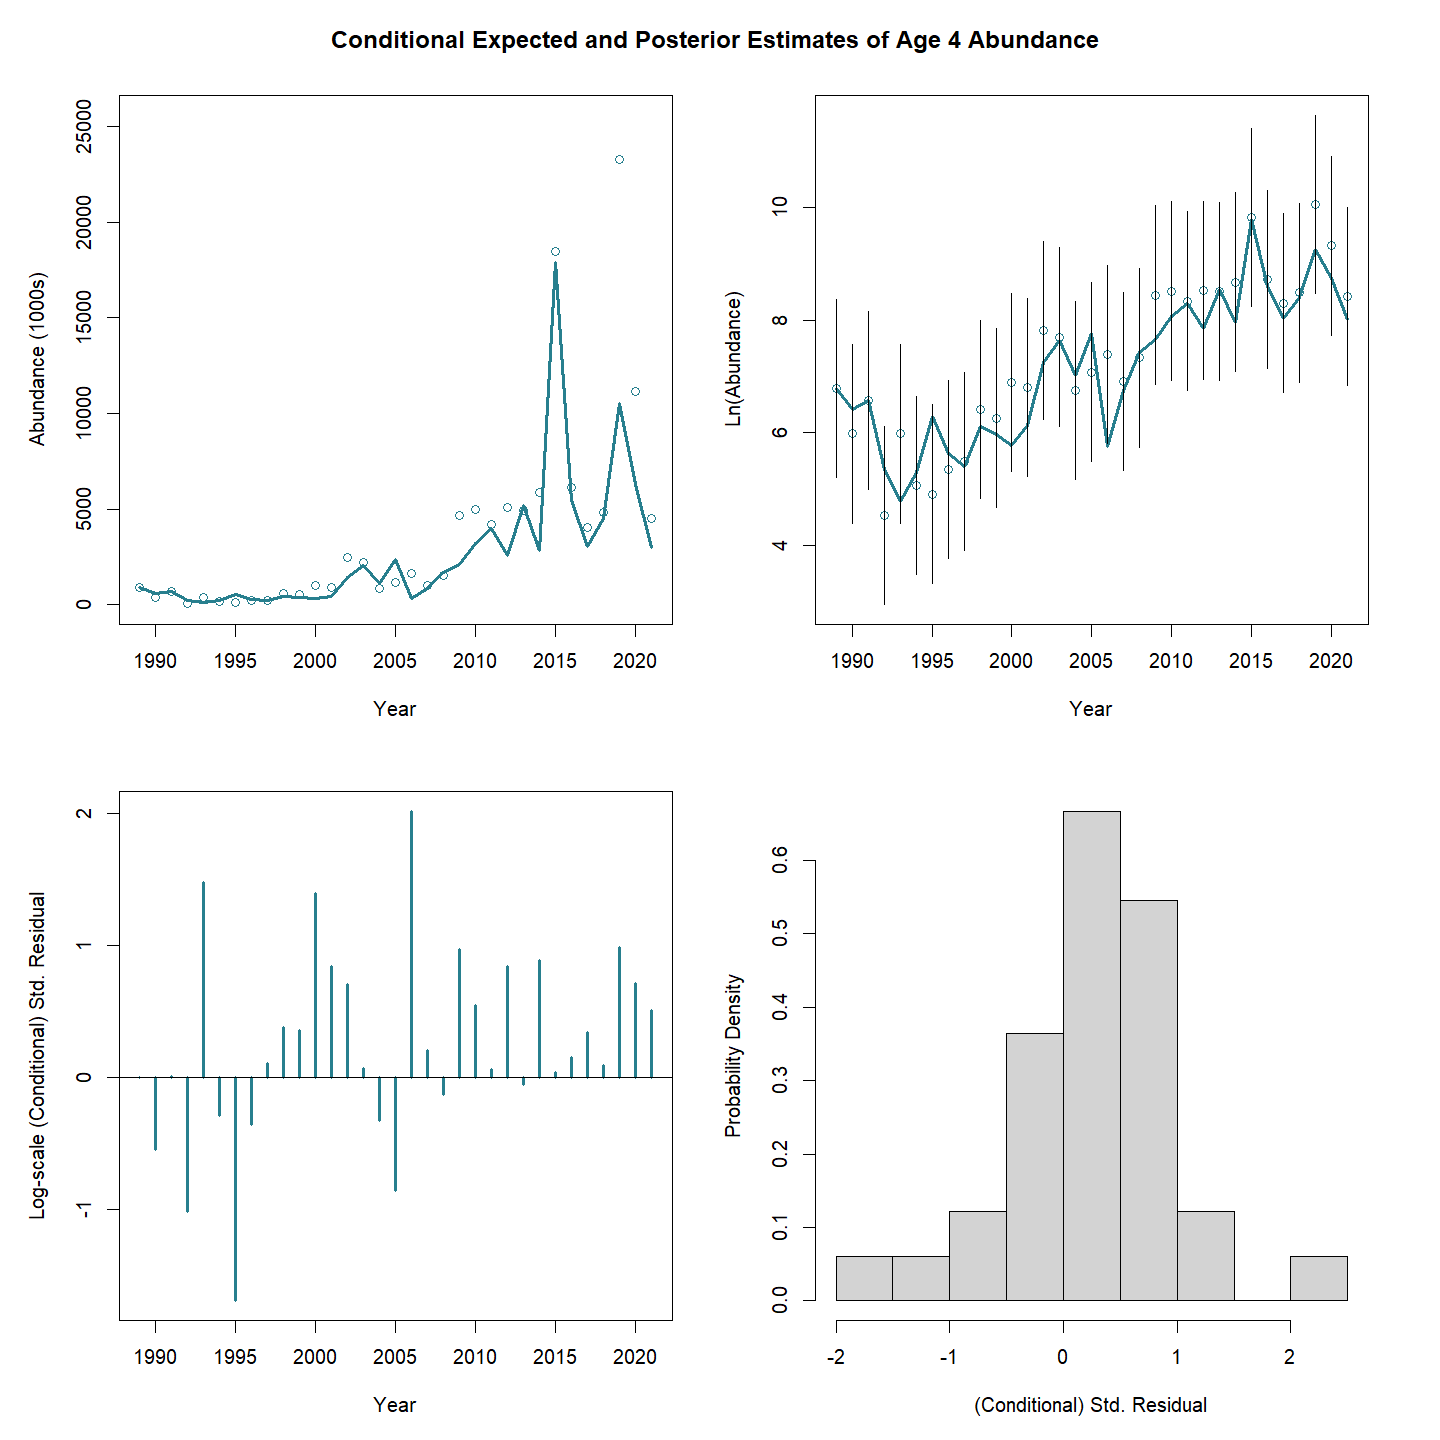 Conditional Expected and Posterior Estimates of Age 4 Abundance
Abundance (1000s)
25000
20000
15000
10000
5000
0
1990 1995 2000 2005 2010 2015 2020
Year
Ln(Abundance)
10
8
6
4
1990 1995 2000 2005 2010 2015 2020
Year
Log-scale (Conditional) Std. Residual
2
1
0
-1
1990 1995 2000 2005 2010 2015 2020
Year
Probability Density
0.6
0.5
0.4
0.3
0.2
0.1
0.0
-2 -1 0 1 2
(Conditional) Std. Residual